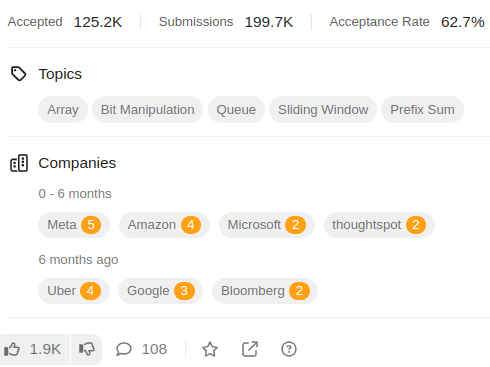 Accepted 125.2K Submissions 199.7K Acceptance Rate 62.7%
Topics
Array Bit Manipulation Queue Sliding Window Prefix Sum
Companies
0 - 6 months
Meta 5 Amazon 4 Microsoft 2 thoughtspot 2
6 months ago
Uber 4 Google 3 Bloomberg 2
1.9K 108